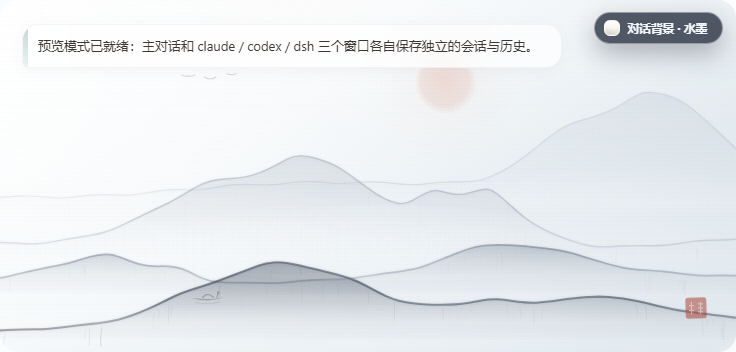 预览模式已就绪：主对话和 claude / codex / dsh 三个窗口各自保存独立的会话与历史。
对话背景 · 水墨